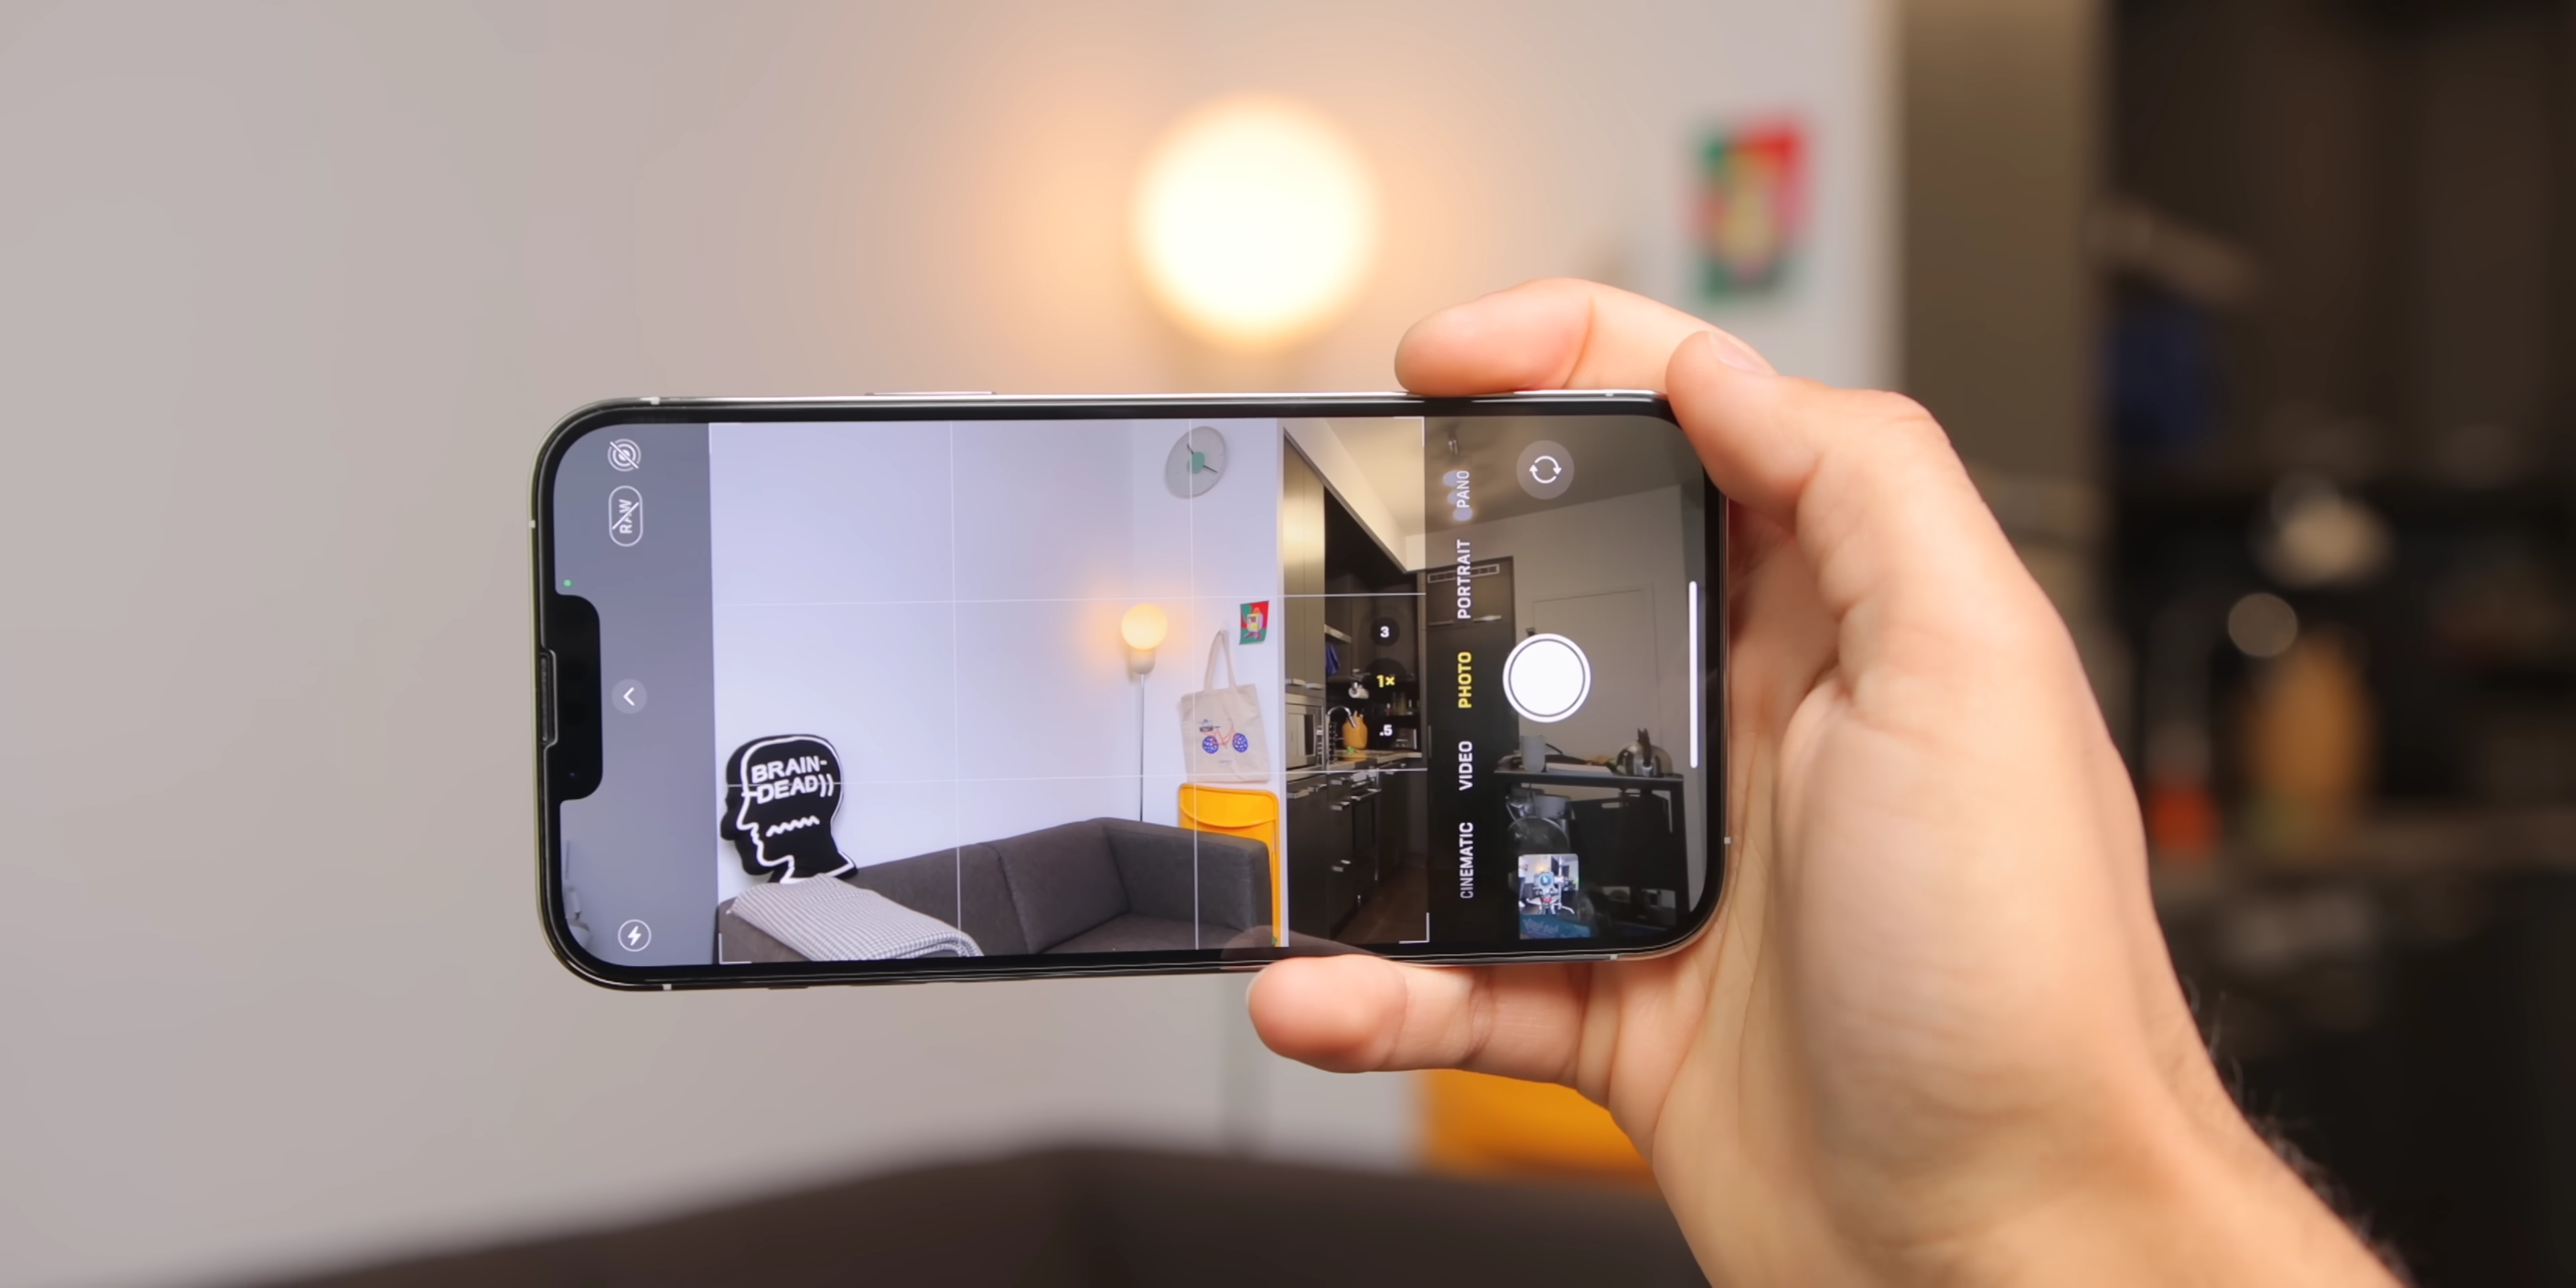 RAW
BRAIN-
DEAD))
3
1×
.5
PANO
PORTRAIT
PHOTO
VIDEO
CINEMATIC